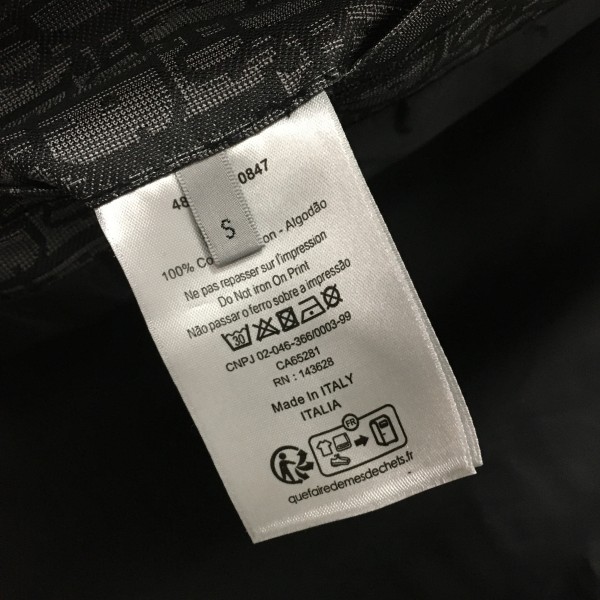 48 0847
S
100% Co on - Algodão
Ne pas repasser sur l'impression
Do Not iron On Print
Não passar o ferro sobre a impressão
30
CNPJ 02-046-366/0003-99
CA65281
RN : 143628
Made In ITALY
ITALIA
FR
quefairedemesdechets.fr